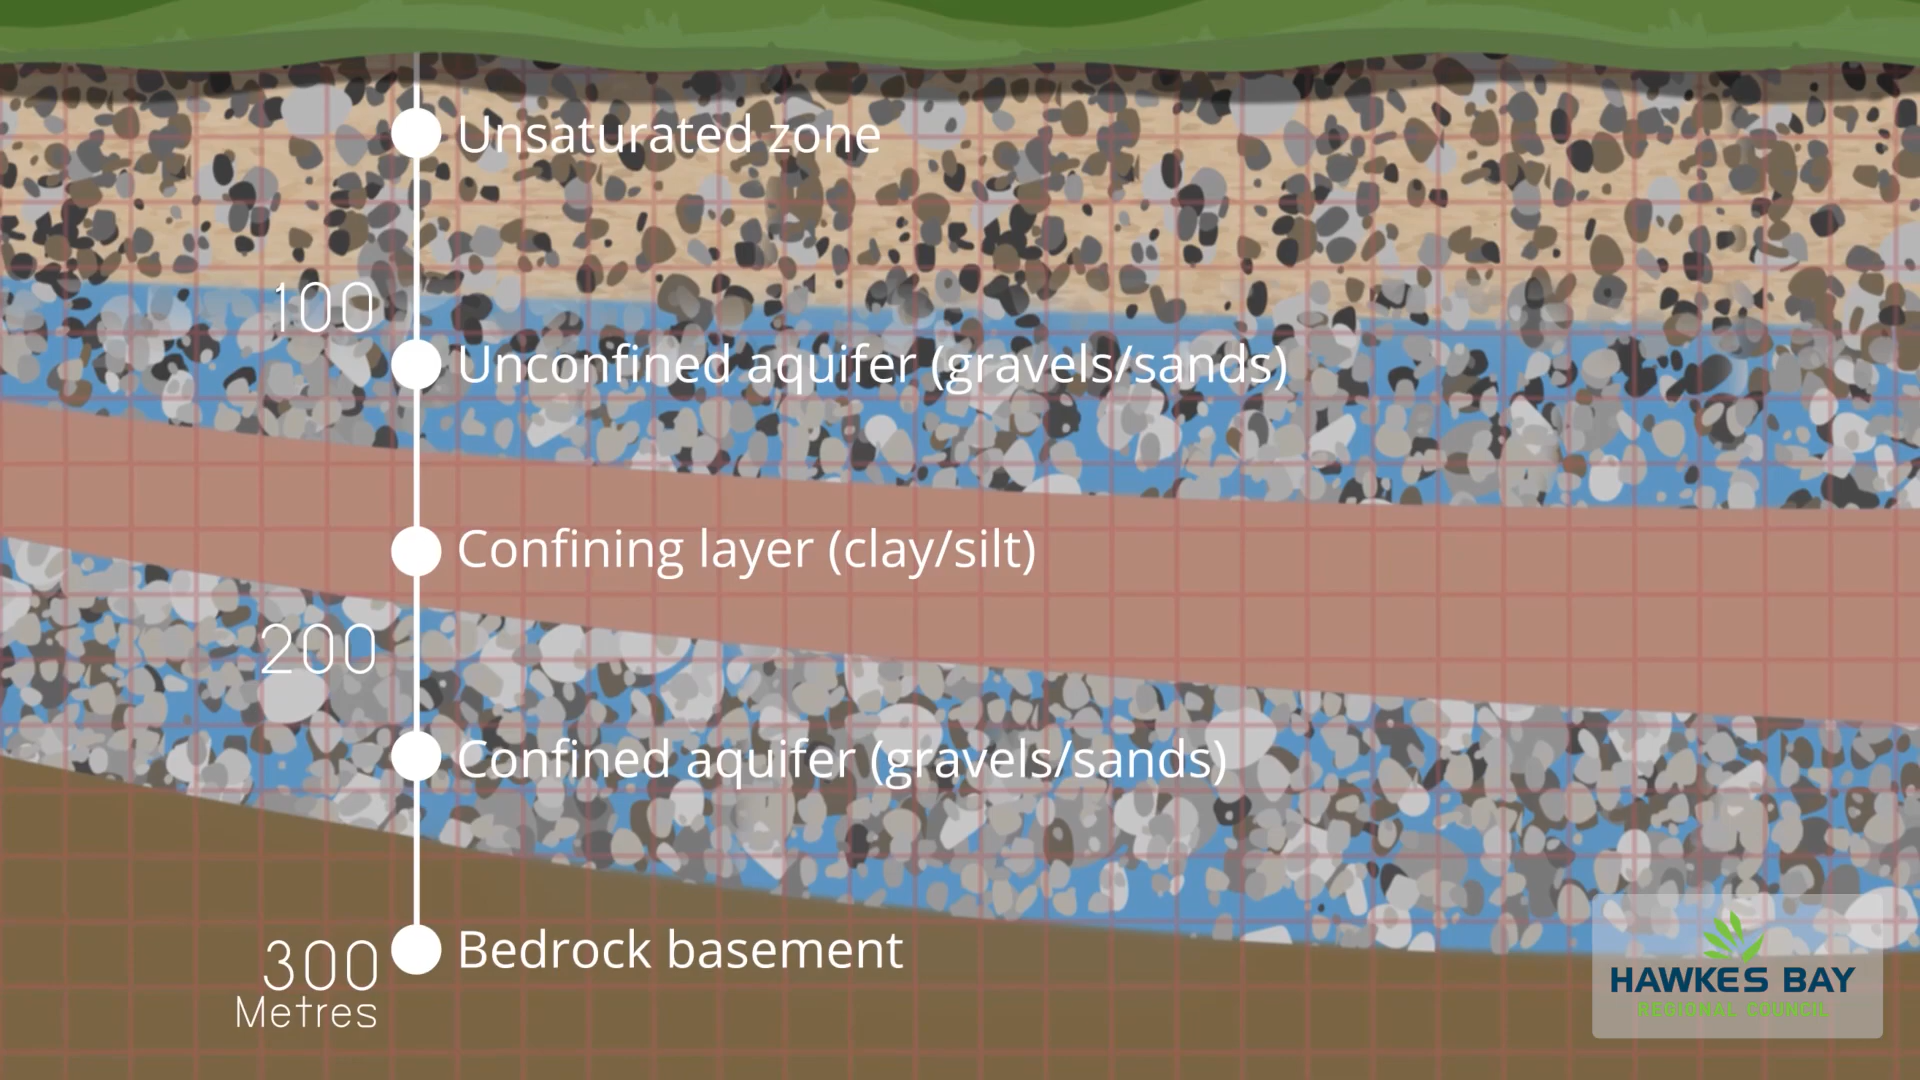 Unsaturated zone
100
Unconfined aquifer (gravels/sands)
Confining layer (clay/silt)
200
Confined aquifer (gravels/sands)
300
Metres
Bedrock basement
HAWKES BAY
REGIONAL COUNCIL